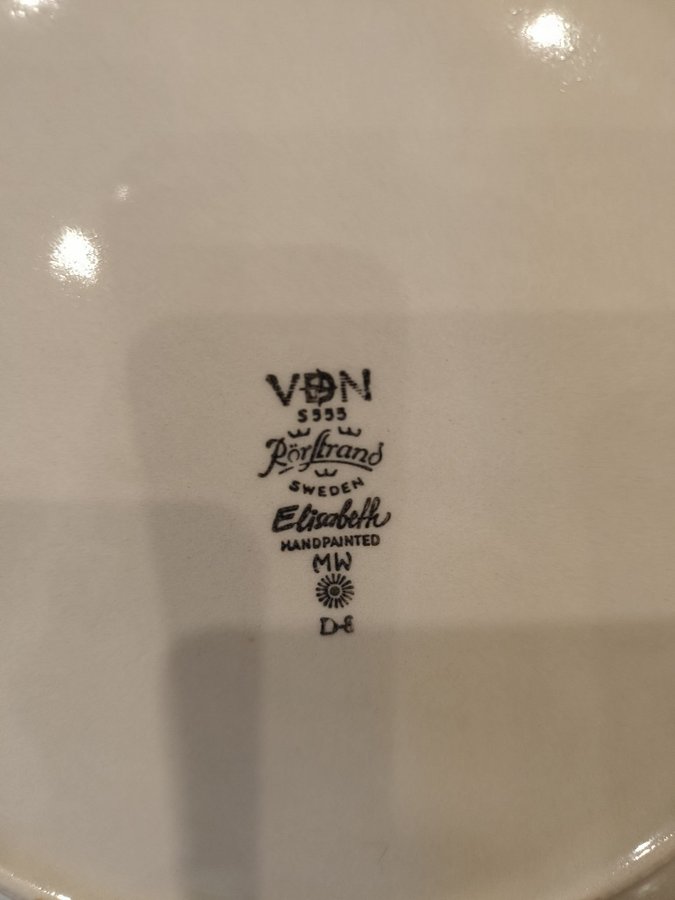 VDN
S555
Rörstrand
SWEDEN
Elisabeth
HANDPAINTED
MW
D-E